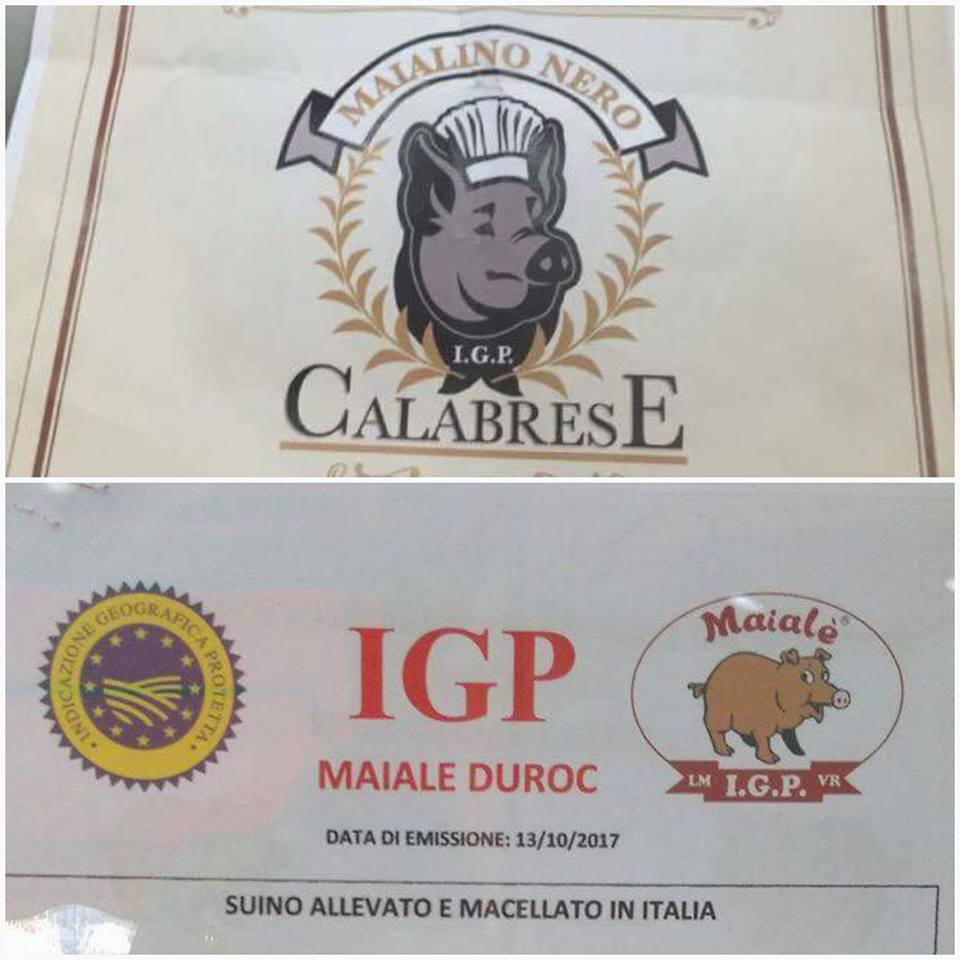 MAIALINO NERO
I.G.P.
CALABRESE
INDICAZIONE GEOGRAFICA PROTETTA
IGP
MAIALE DUROC
DATA DI EMISSIONE: 13/10/2017
Maialè®
LM I.G.P. VR
SUINO ALLEVATO E MACELLATO IN ITALIA